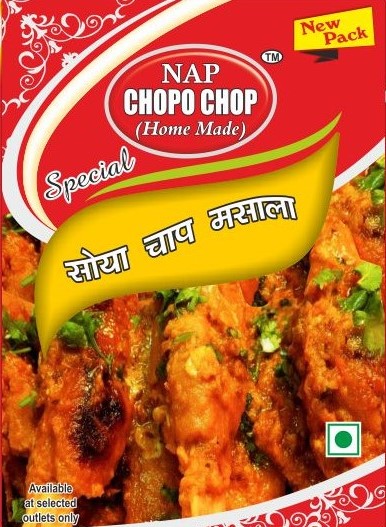 New
Pack
NAP
TM
CHOPO CHOP
(Home Made)
Special
सोया चाप मसाला
Available
at selected
outlets only